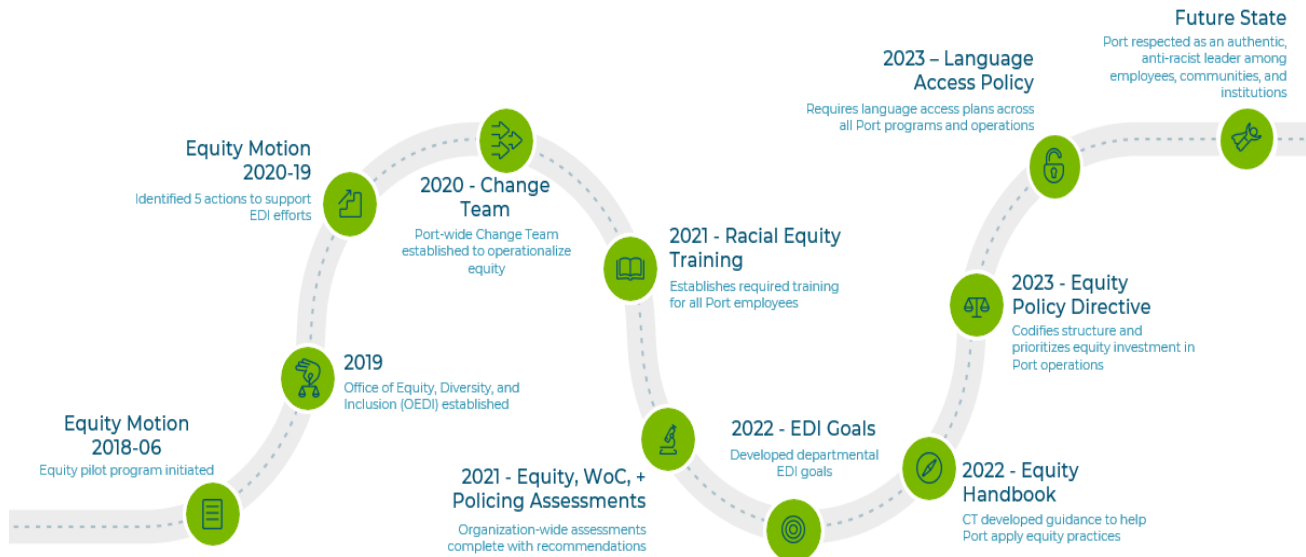 Equity Motion
2018-06
Equity pilot program initiated
2019
Office of Equity, Diversity, and
Inclusion (OEDI) established
Equity Motion
2020-19
Identified 5 actions to support
EDI efforts
2020 - Change
Team
Port-wide Change Team
established to operationalize
equity
2021 - Racial Equity
Training
Establishes required training
for all Port employees
2021 - Equity, WoC, +
Policing Assessments
Organization-wide assessments
complete with recommendations
2022 - EDI Goals
Developed departmental
EDI goals
2022 - Equity
Handbook
CT developed guidance to help
Port apply equity practices
2023 - Equity
Policy Directive
Codifies structure and
prioritizes equity investment in
Port operations
2023 – Language
Access Policy
Requires language access plans across
all Port programs and operations
Future State
Port respected as an authentic,
anti-racist leader among
employees, communities, and
institutions